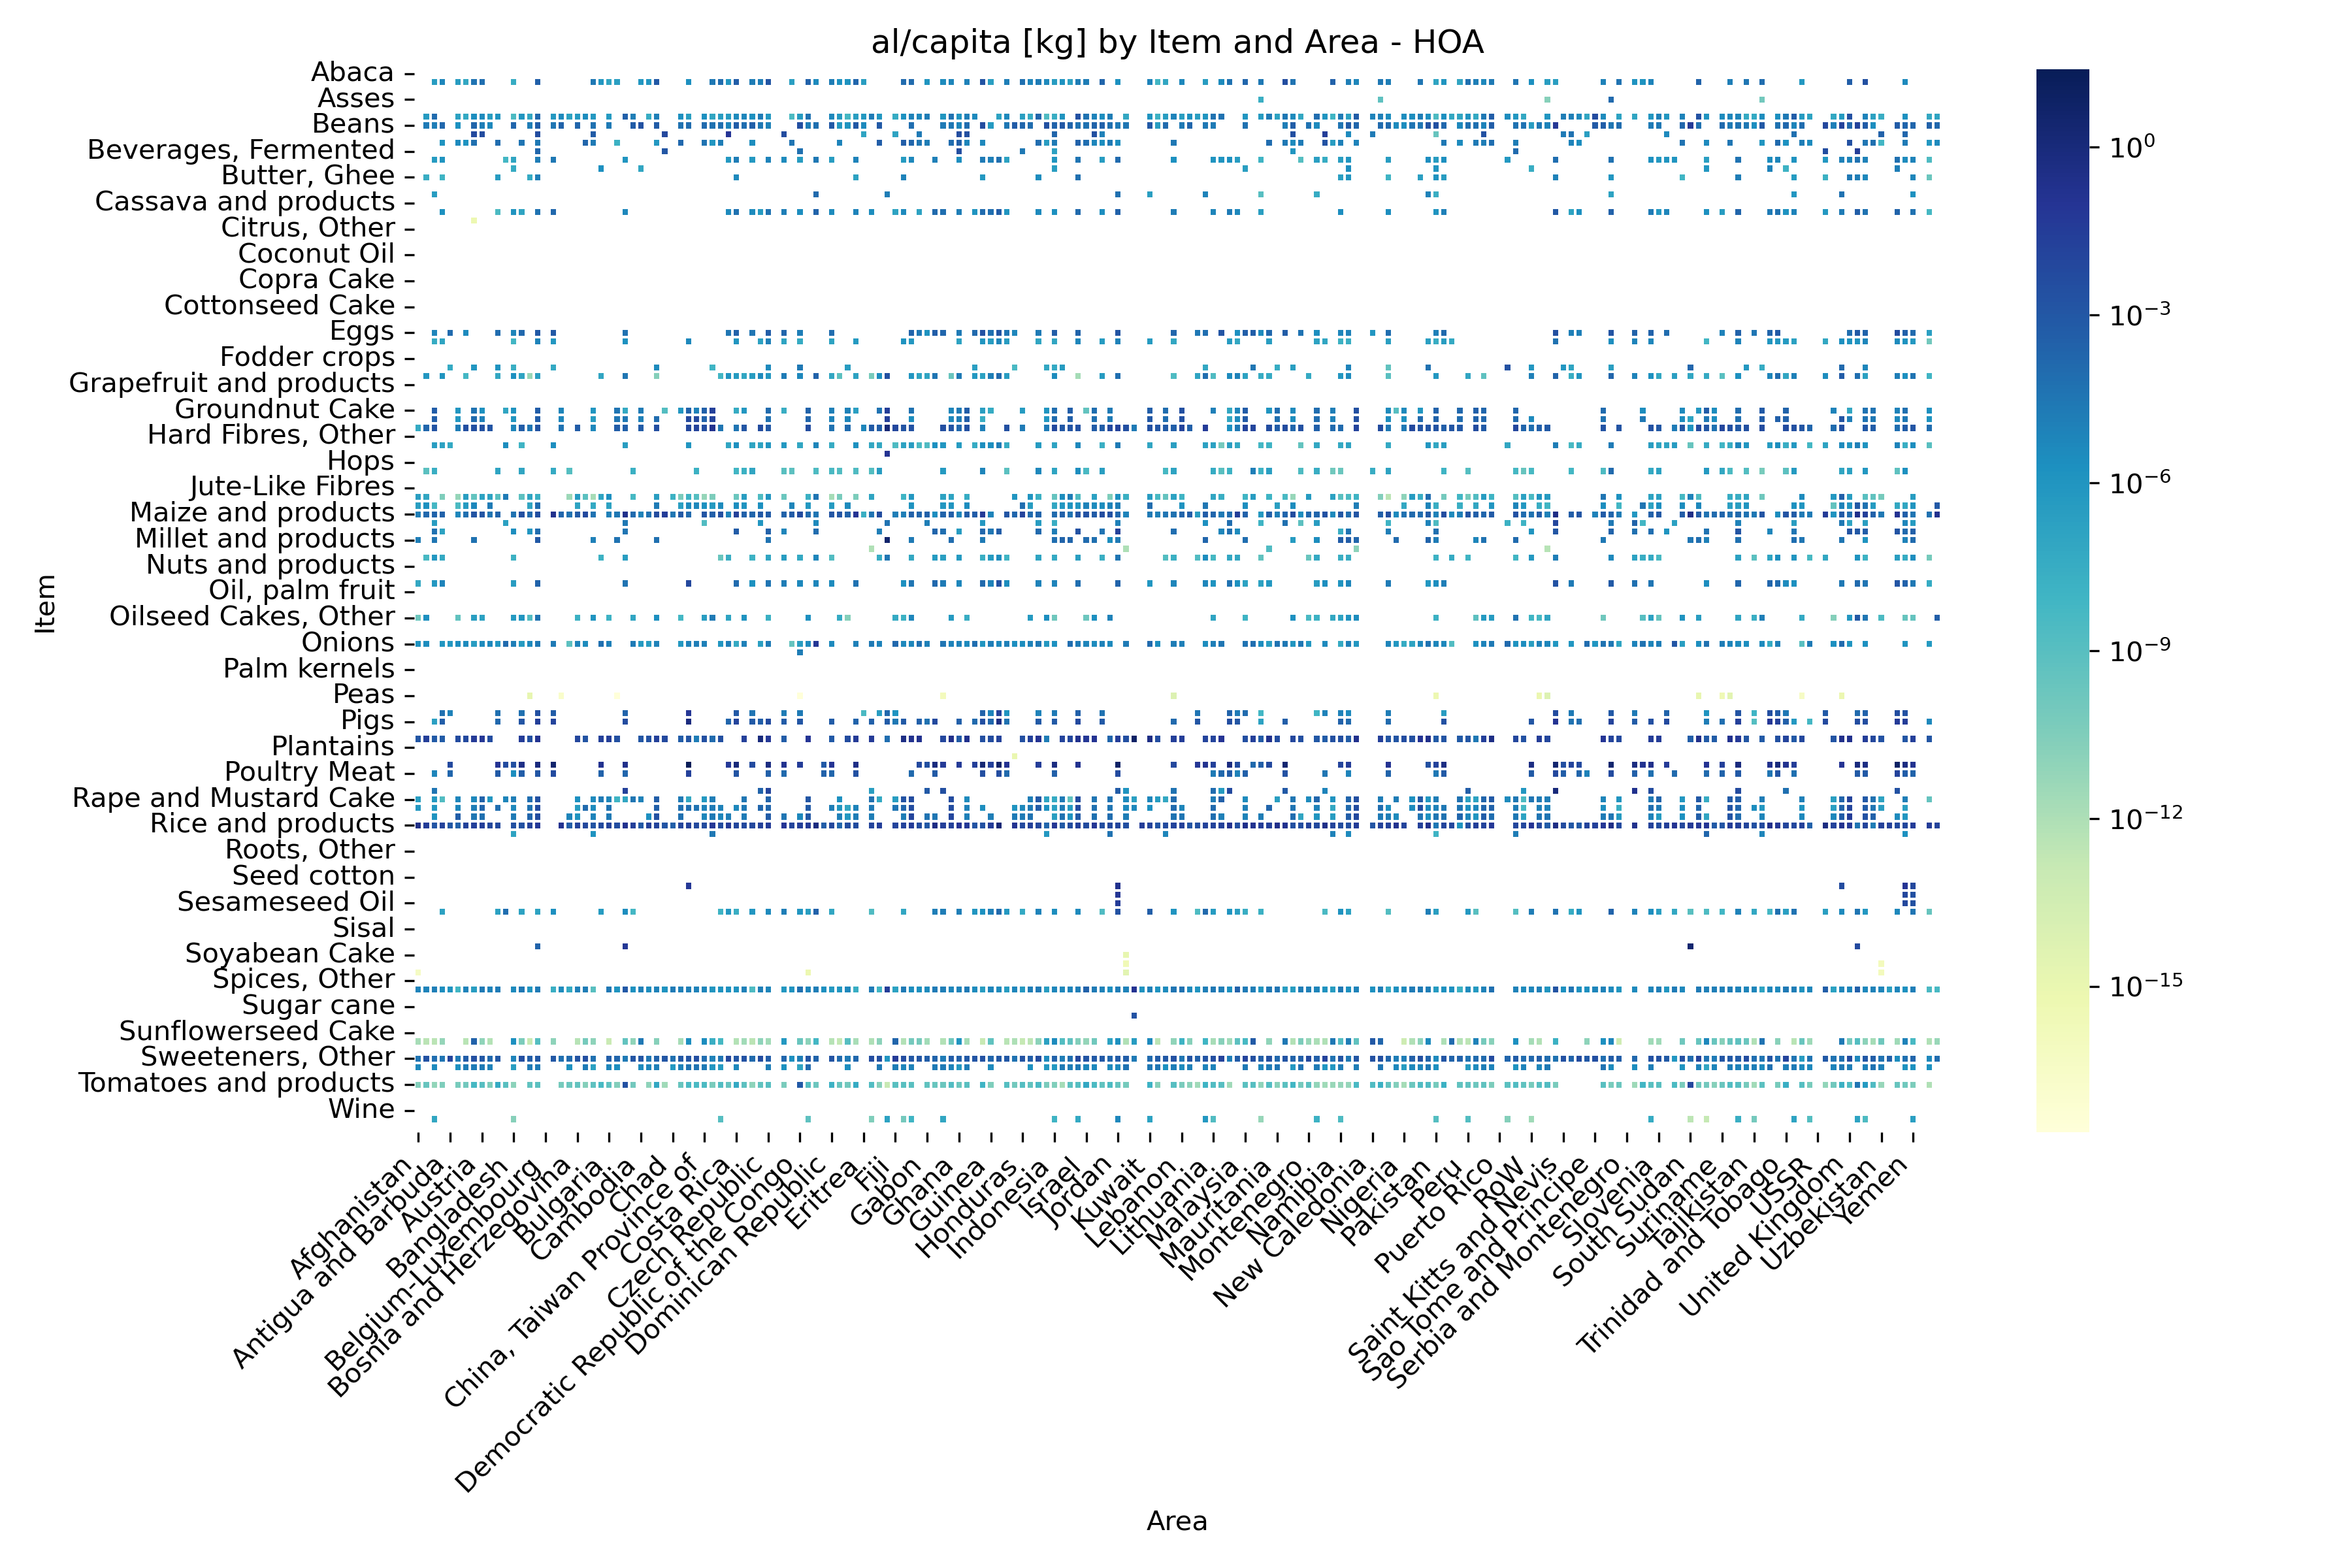 al/capita [kg] by Item and Area - HOA
Item
Abaca
Asses
Beans
Beverages, Fermented
Butter, Ghee
Cassava and products
Citrus, Other
Coconut Oil
Copra Cake
Cottonseed Cake
Eggs
Fodder crops
Grapefruit and products
Groundnut Cake
Hard Fibres, Other
Hops
Jute-Like Fibres
Maize and products
Millet and products
Nuts and products
Oil, palm fruit
Oilseed Cakes, Other
Onions
Palm kernels
Peas
Pigs
Plantains
Poultry Meat
Rape and Mustard Cake
Rice and products
Roots, Other
Seed cotton
Sesameseed Oil
Sisal
Soyabean Cake
Spices, Other
Sugar cane
Sunflowerseed Cake
Sweeteners, Other
Tomatoes and products
Wine
Afghanistan
Antigua and Barbuda
Austria
Bangladesh
Belgium-Luxembourg
Bosnia and Herzegovina
Bulgaria
Cambodia
Chad
China, Taiwan Province of
Costa Rica
Czech Republic
Democratic Republic of the Congo
Dominican Republic
Eritrea
Fiji
Gabon
Ghana
Guinea
Honduras
Indonesia
Israel
Jordan
Kuwait
Lebanon
Lithuania
Malaysia
Mauritania
Montenegro
Namibia
New Caledonia
Nigeria
Pakistan
Peru
Puerto Rico
RoW
Saint Kitts and Nevis
Sao Tome and Principe
Serbia and Montenegro
Slovenia
South Sudan
Suriname
Tajikistan
Trinidad and Tobago
USSR
United Kingdom
Uzbekistan
Yemen
Area
10⁰
10⁻³
10⁻⁶
10⁻⁹
10⁻¹²
10⁻¹⁵